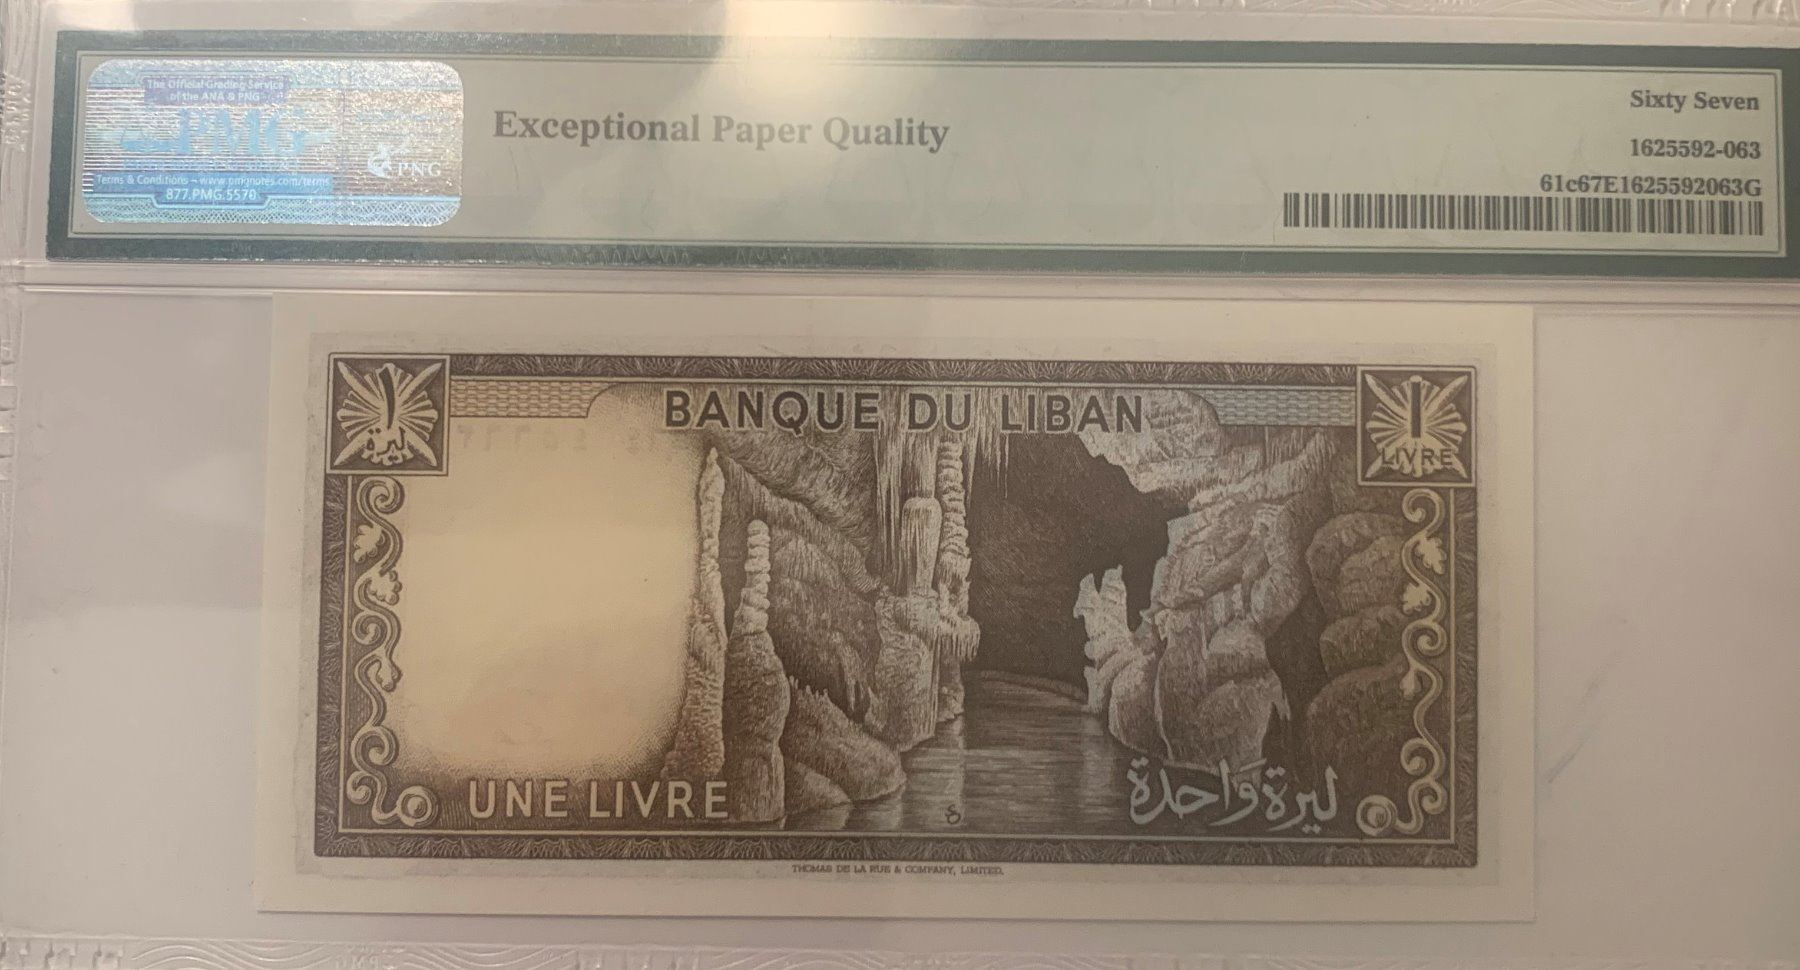 The Official Grading Service
of the ANA & PNG
PMG
PNG
Terms & Conditions – www.pmgnotes.com/terms
877.PMG.5570
Exceptional Paper Quality
Sixty Seven
1625592-063
61c67E1625592063G
١
ليرة
BANQUE DU LIBAN
1
LIVRE
UNE LIVRE
ليرة واحدة
THOMAS DE LA RUE & COMPANY, LIMITED.